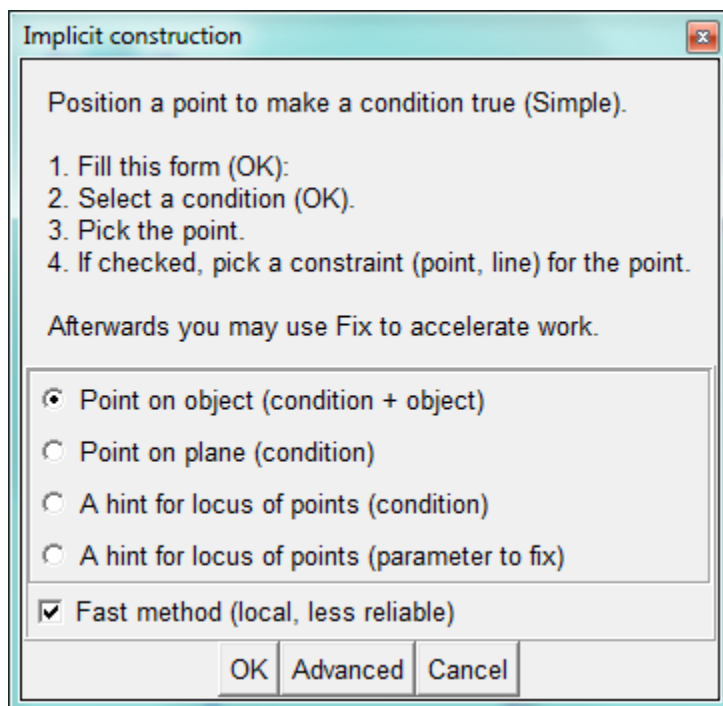 Implicit construction
Position a point to make a condition true (Simple).
1. Fill this form (OK):
2. Select a condition (OK).
3. Pick the point.
4. If checked, pick a constraint (point, line) for the point.
Afterwards you may use Fix to accelerate work.
Point on object (condition + object)
Point on plane (condition)
A hint for locus of points (condition)
A hint for locus of points (parameter to fix)
Fast method (local, less reliable)
OK Advanced Cancel